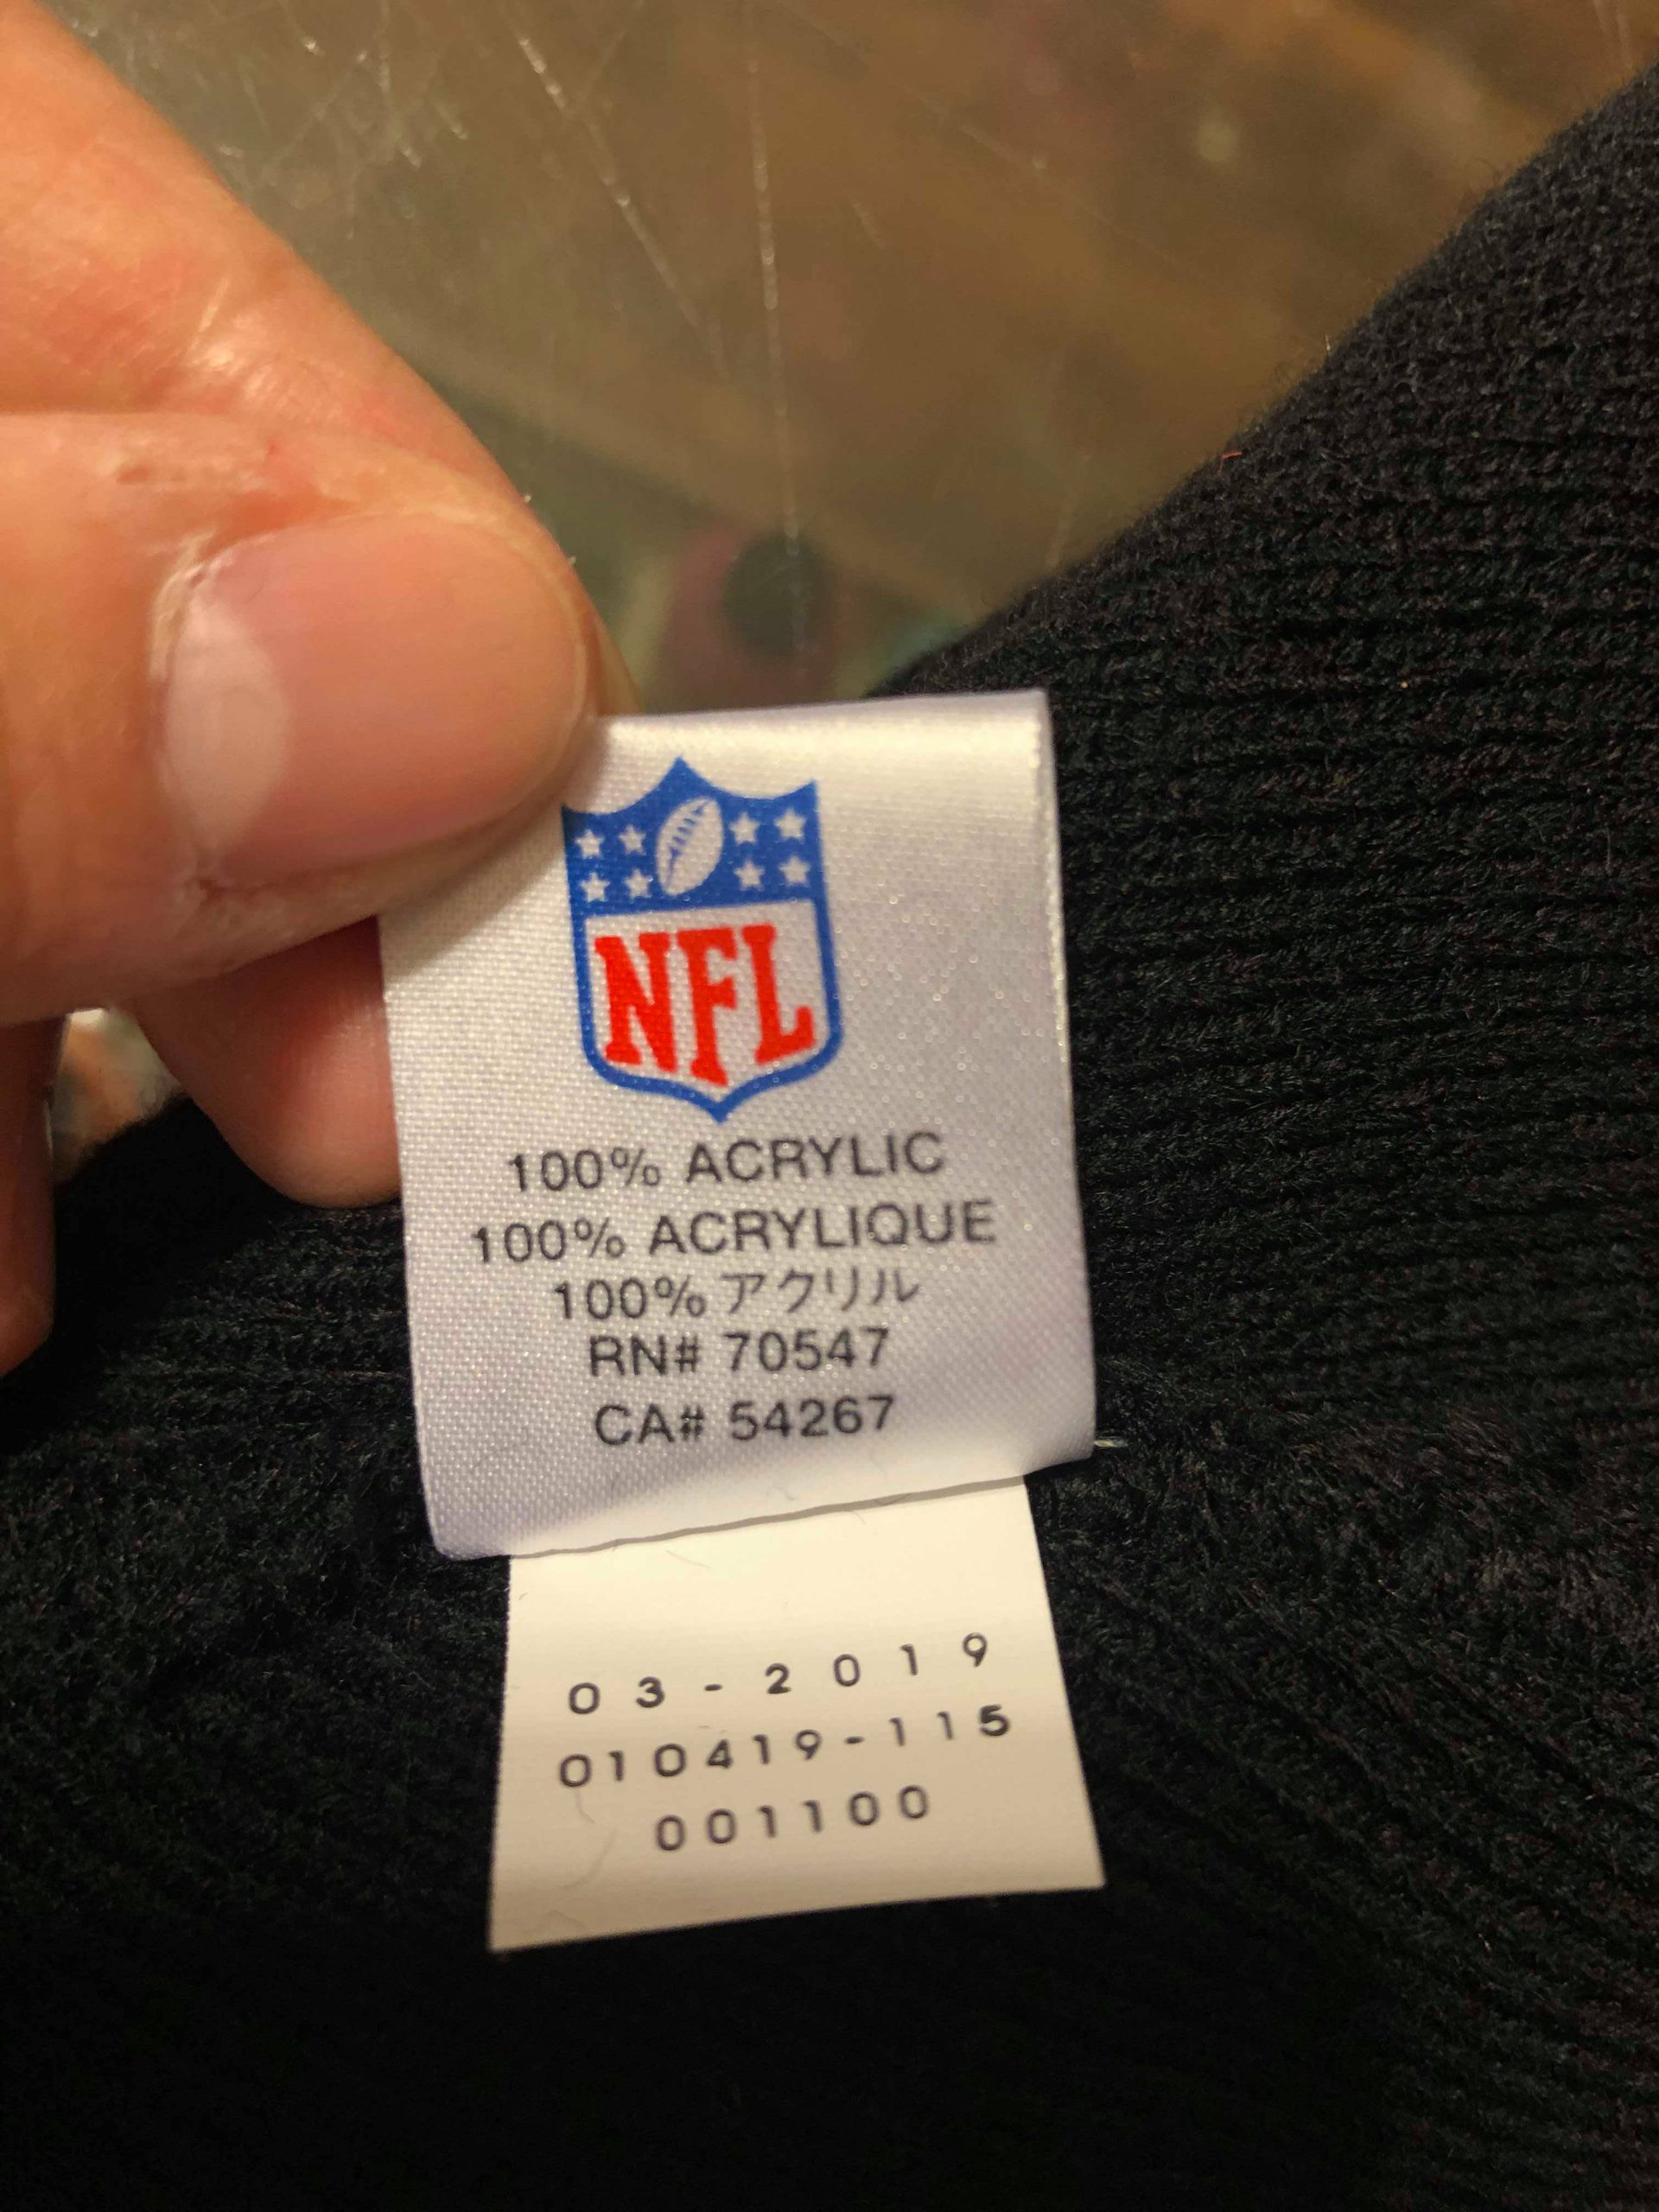 NFL
100% ACRYLIC
100% ACRYLIQUE
100% アクリル
RN# 70547
CA# 54267
03-2019
010419-115
001100